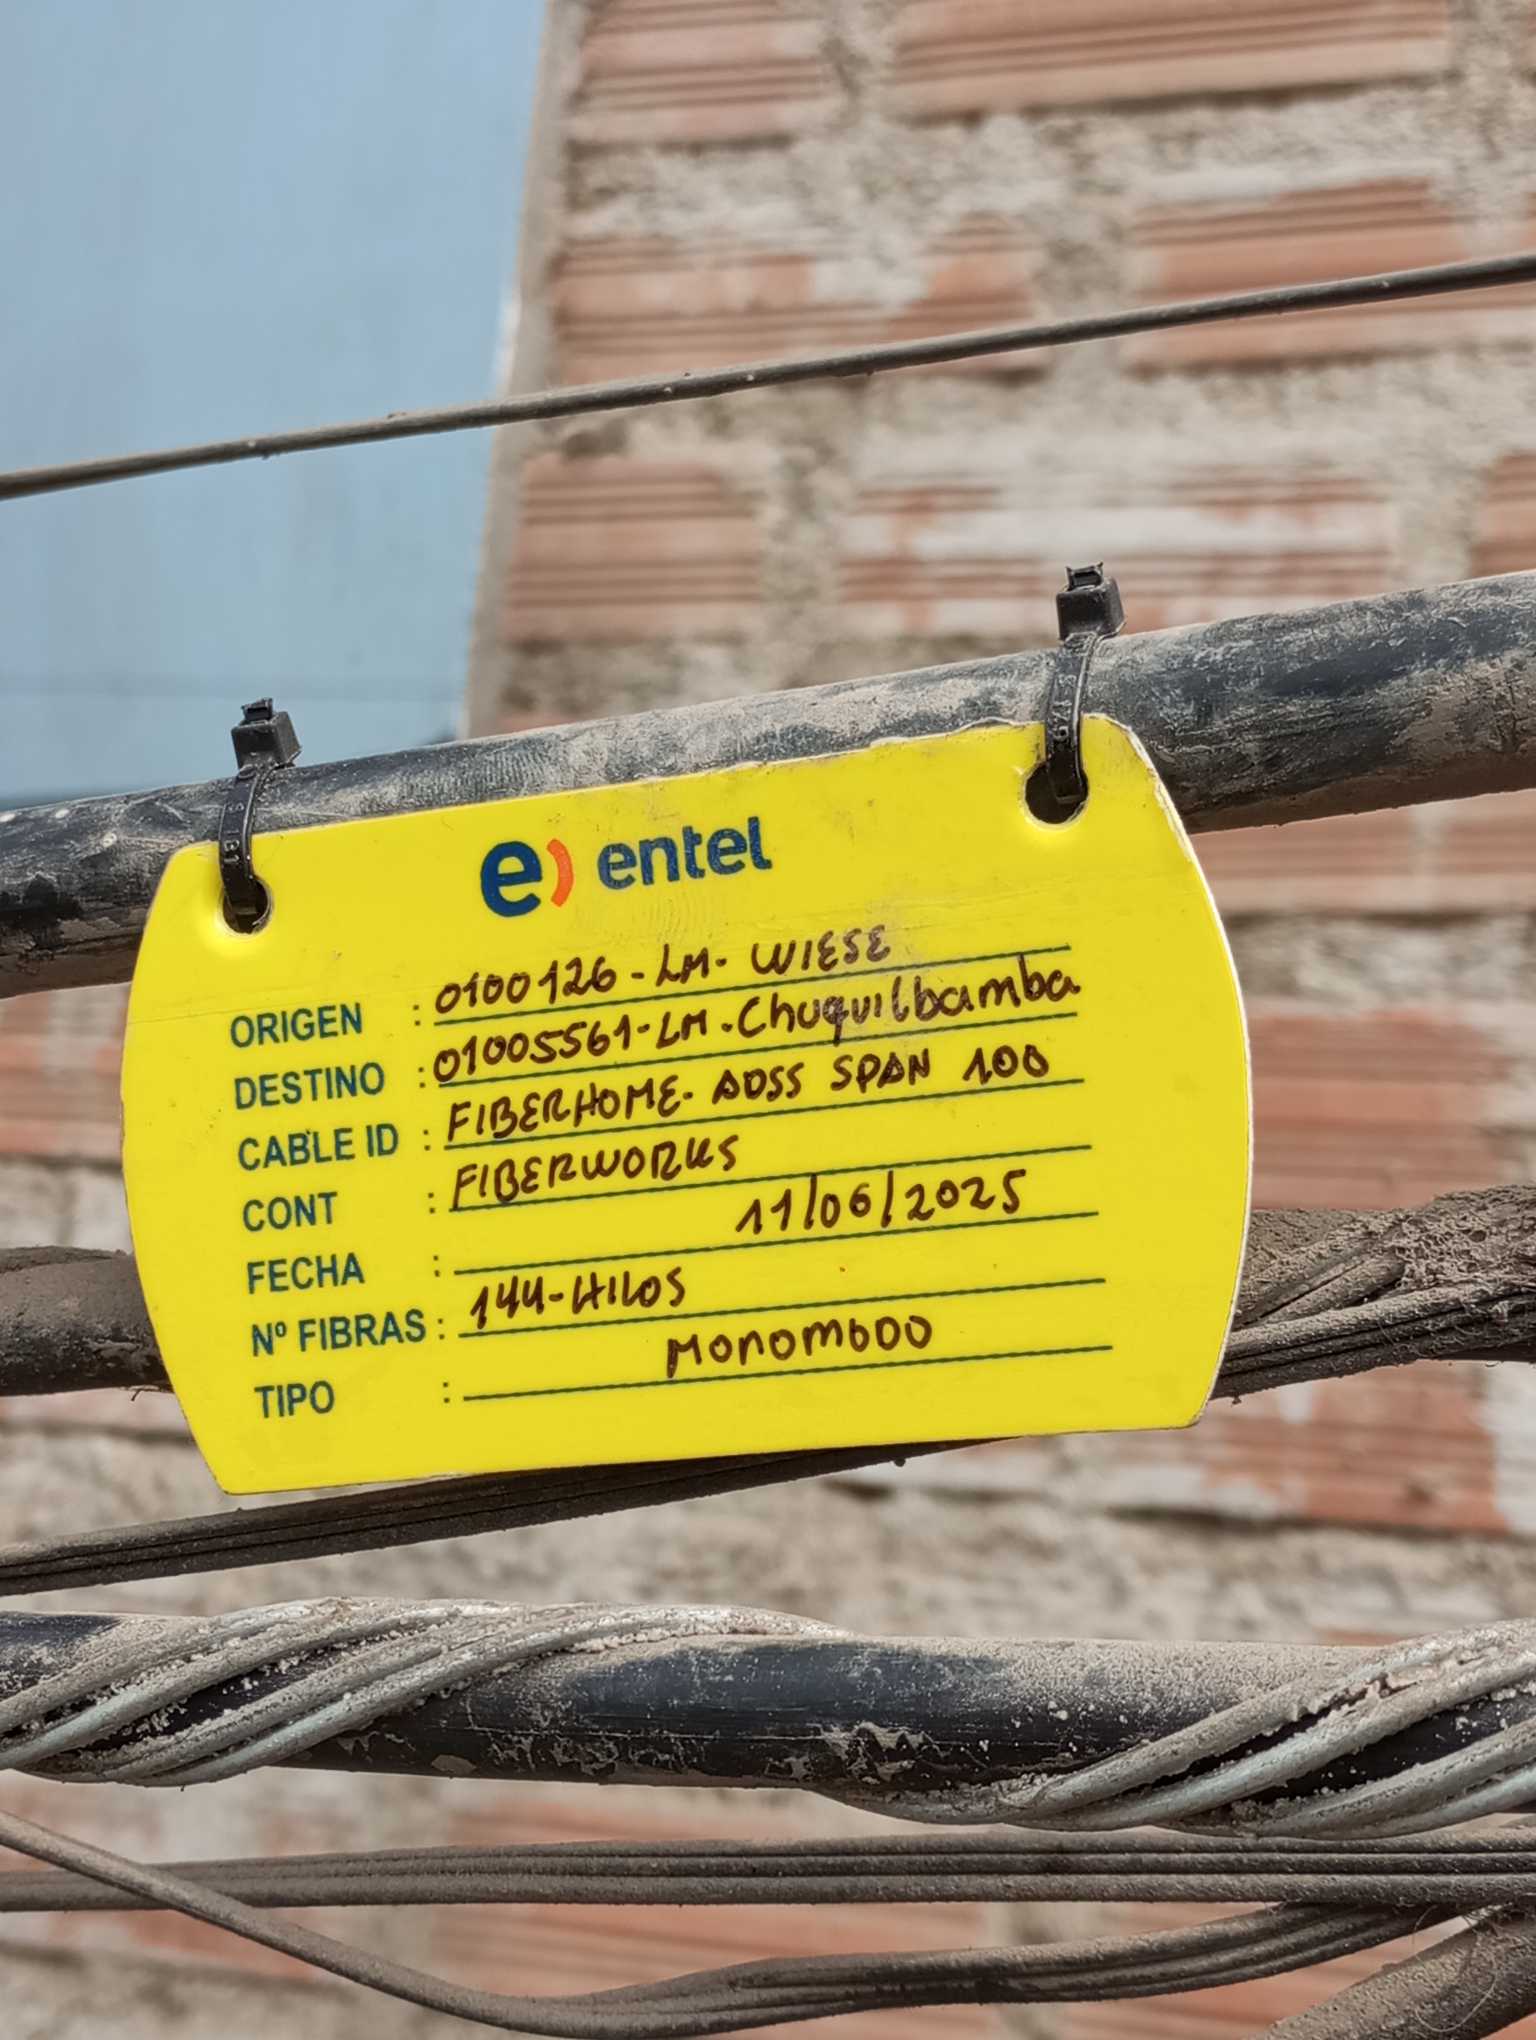 e) entel
ORIGEN : 0100126-LM- WIESE
DESTINO : 01005561-LM-Chuquilbamba
CABLE ID : FIBERHOME- ADSS SPAN 100
CONT : FIBERWORKS
FECHA : 11/06/2025
Nº FIBRAS : 144-HILOS
TIPO : MONOMODO